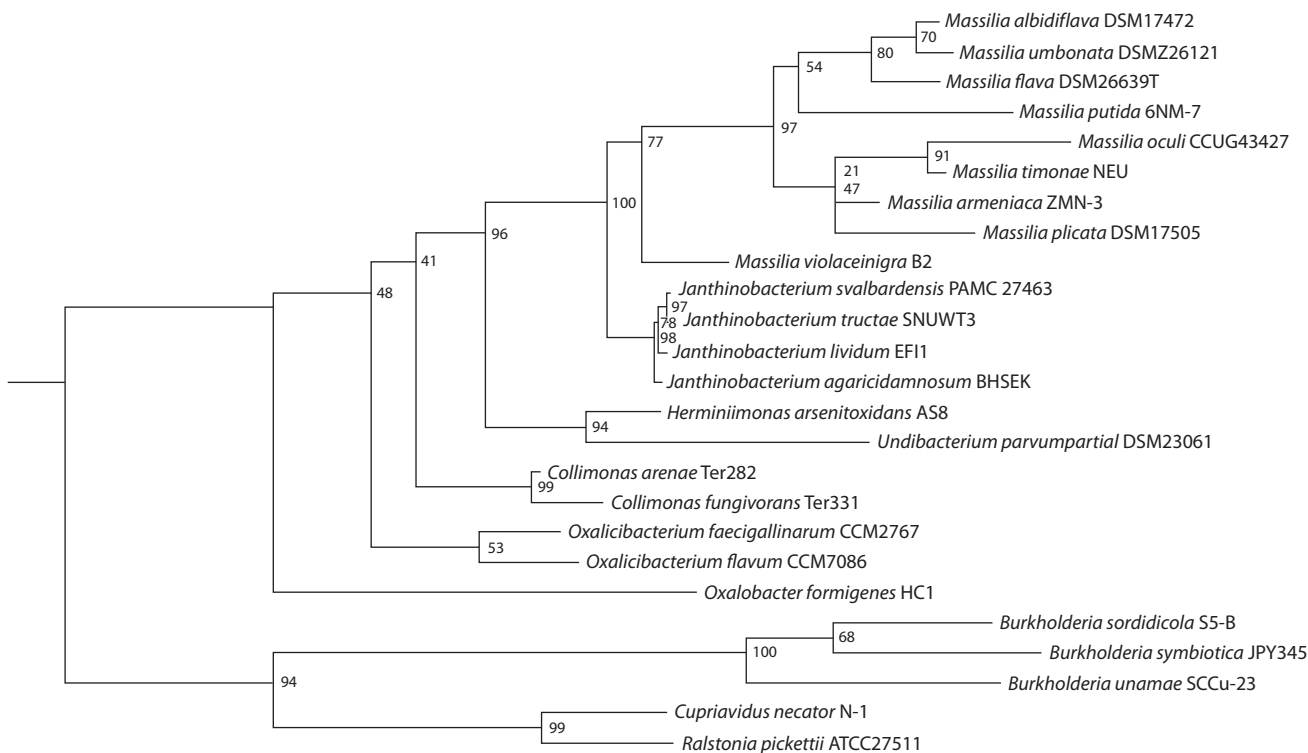 Massilia albidiflava DSM17472
70
Massilia umbonata DSMZ26121
80
54
Massilia flava DSM26639T
Massilia putida 6NM-7
97
77
Massilia oculi CCUG43427
91
21
Massilia timonae NEU
47
Massilia armeniaca ZMN-3
100
Massilia plicata DSM17505
96
41
Massilia violaceinigra B2
48
Janthinobacterium svalbardensis PAMC 27463
97
78
Janthinobacterium tructae SNUWT3
98
Janthinobacterium lividum EFI1
Janthinobacterium agaricidamnosum BHSEK
Herminiimonas arsenitoxidans AS8
94
Undibacterium parvumpartial DSM23061
Collimonas arenae Ter282
99
Collimonas fungivorans Ter331
Oxalicibacterium faecigallinarum CCM2767
53
Oxalicibacterium flavum CCM7086
Oxalobacter formigenes HC1
Burkholderia sordidicola S5-B
68
100
Burkholderia symbiotica JPY345
94
Burkholderia unamae SCCu-23
Cupriavidus necator N-1
99
Ralstonia pickettii ATCC27511